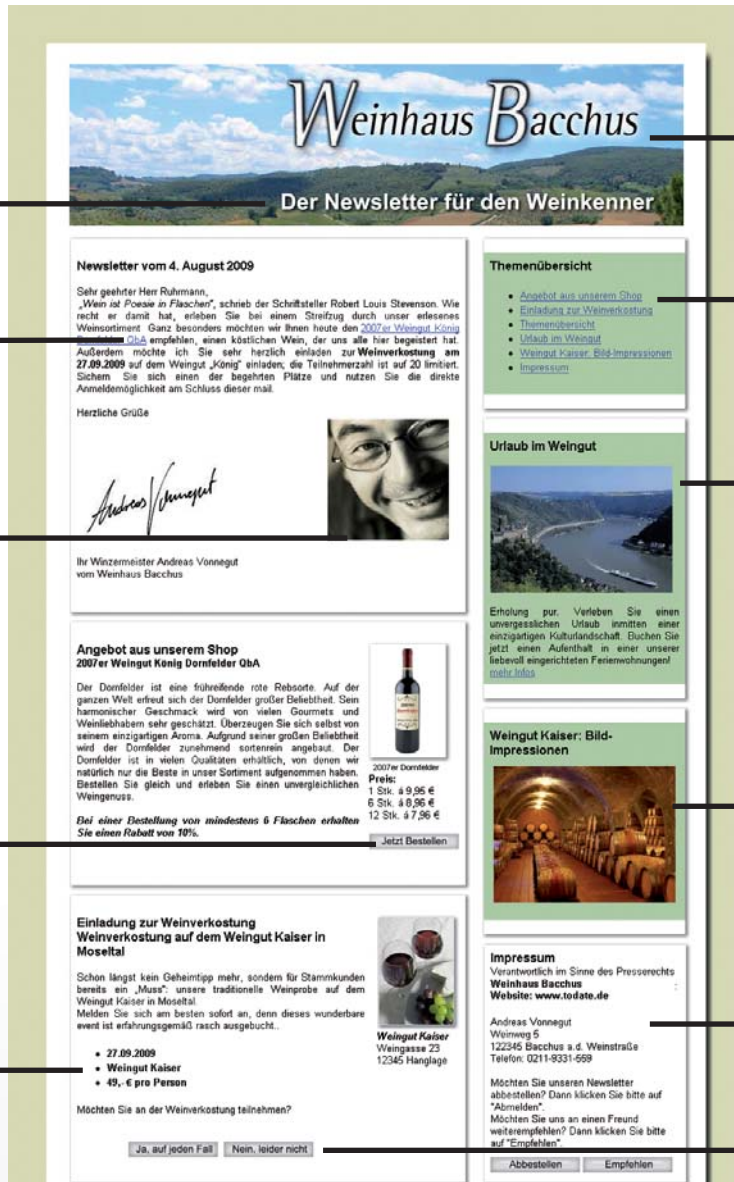 Weinhaus Bacchus
Der Newsletter für den Weinkenner
Newsletter vom 4. August 2009
Sehr geehrter Herr Ruhrmann,
„Wein ist Poesie in Flaschen“, schrieb der Schriftsteller Robert Louis Stevenson. Wie
recht er damit hat, erleben Sie bei einem Streifzug durch unser erlesenes
Weinsortiment. Ganz besonders möchten wir Ihnen heute den 2007er Weingut König
Dornfelder QbA empfehlen, einen köstlichen Wein, der uns alle hier begeistert hat.
Außerdem möchte ich Sie sehr herzlich einladen zur Weinverkostung am
27.09.2009 auf dem Weingut „König“ einladen; die Teilnehmerzahl ist auf 20 limitiert.
Sichern Sie sich einen der begehrten Plätze und nutzen Sie die direkte
Anmeldemöglichkeit am Schluss dieser mail.
Herzliche Grüße
Andreas Vonnegut
Ihr Winzermeister Andreas Vonnegut
vom Weinhaus Bacchus
Angebot aus unserem Shop
2007er Weingut König Dornfelder QbA
Der Dornfelder ist eine frühreifende rote Rebsorte. Auf der
ganzen Welt erfreut sich der Dornfelder großer Beliebtheit. Sein
harmonischer Geschmack wird von vielen Gourmets und
Weinliebhabern sehr geschätzt. Überzeugen Sie sich selbst von
seinem einzigartigen Aroma. Aufgrund seiner großen Beliebtheit
wird der Dornfelder zunehmend sortenrein angebaut. Der
Dornfelder ist in vielen Qualitäten erhältlich, von denen wir
natürlich nur die Beste in unser Sortiment aufgenommen haben.
Bestellen Sie gleich und erleben Sie einen unvergleichlichen
Weingenuss.
Bei einer Bestellung von mindestens 6 Flaschen erhalten
Sie einen Rabatt von 10%.
2007er Dornfelder
Preis:
1 Stk. á 9,95 €
6 Stk. á 8,96 €
12 Stk. á 7,96 €
Jetzt Bestellen
Einladung zur Weinverkostung
Weinverkostung auf dem Weingut Kaiser in
Moseltal
Schon längst kein Geheimtipp mehr, sondern für Stammkunden
bereits ein „Muss“: unsere traditionelle Weinprobe auf dem
Weingut Kaiser in Moseltal.
Melden Sie sich am besten sofort an, denn dieses wunderbare
event ist erfahrungsgemäß rasch ausgebucht..
• 27.09.2009
• Weingut Kaiser
• 49,- € pro Person
Möchten Sie an der Weinverkostung teilnehmen?
Ja, auf jeden Fall Nein, leider nicht
Weingut Kaiser
Weingasse 23
12345 Hanglage
Themenübersicht
• Angebot aus unserem Shop
• Einladung zur Weinverkostung
• Themenübersicht
• Urlaub im Weingut
• Weingut Kaiser: Bild-Impressionen
• Impressum
Urlaub im Weingut
Erholung pur. Verleben Sie einen
unvergesslichen Urlaub inmitten einer
einzigartigen Kulturlandschaft. Buchen Sie
jetzt einen Aufenthalt in einer unserer
liebevoll eingerichteten Ferienwohnungen!
mehr Infos
Weingut Kaiser: Bild-
Impressionen
Impressum
Verantwortlich im Sinne des Presserechts
Weinhaus Bacchus :
Website: www.todate.de
Andreas Vonnegut
Weinweg 5
122345 Bacchus a.d. Weinstraße
Telefon: 0211-9331-559
Möchten Sie unseren Newsletter
abbestellen? Dann klicken Sie bitte auf
"Abmelden".
Möchten Sie uns an einen Freund
weiterempfehlen? Dann klicken Sie bitte
auf "Empfehlen".
Abbestellen Empfehlen